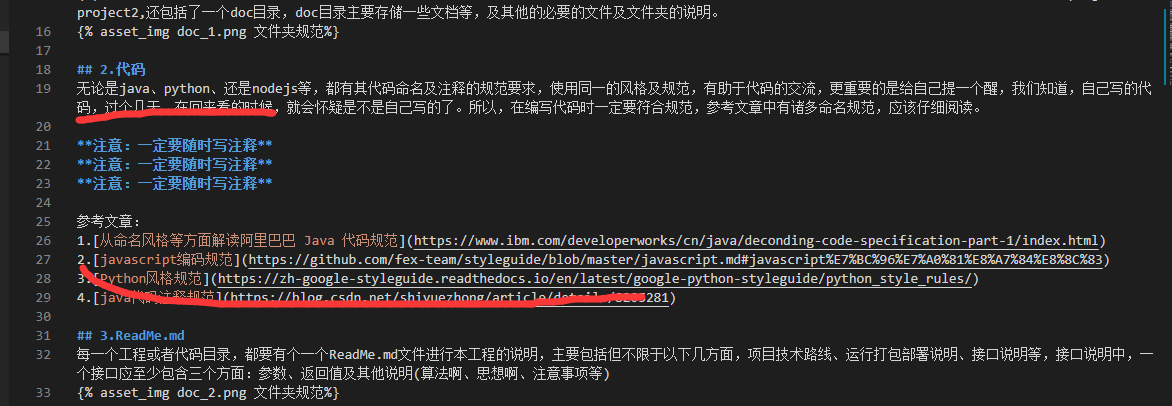 project2,还包括了一个doc目录，doc目录主要存储一些文档等，及其他的必要的文件及文件夹的说明。
16 {% asset_img doc_1.png 文件夹规范%}
17
18 ## 2.代码
19 无论是java、python、还是nodejs等，都有其代码命名及注释的规范要求，使用同一的风格及规范，有助于代码的交流，更重要的是给自己提一个醒，我们知道，自己写的代
码，过个几天，在回来看的时候，就会怀疑是不是自己写的了。所以，在编写代码时一定要符合规范，参考文章中有诸多命名规范，应该仔细阅读。
20
21 **注意：一定要随时写注释**
22 **注意：一定要随时写注释**
23 **注意：一定要随时写注释**
24
25 参考文章：
26 1.[从命名风格等方面解读阿里巴巴 Java 代码规范](https://www.ibm.com/developerworks/cn/java/deconding-code-specification-part-1/index.html)
27 2.[javascript编码规范](https://github.com/fex-team/styleguide/blob/master/javascript.md#javascript%E7%BC%96%E7%A0%81%E8%A7%84%E8%8C%83)
28 3.[Python风格规范](https://zh-google-styleguide.readthedocs.io/en/latest/google-python-styleguide/python_style_rules/)
29 4.[java代码注释规范](https://blog.csdn.net/shiyuezhong/article/details/8205281)
30
31 ## 3.ReadMe.md
32 每一个工程或者代码目录，都要有个一个ReadMe.md文件进行本工程的说明，主要包括但不限于以下几方面，项目技术路线、运行打包部署说明、接口说明等，接口说明中，一
个接口应至少包含三个方面：参数、返回值及其他说明(算法啊、思想啊、注意事项等)
33 {% asset_img doc_2.png 文件夹规范%}